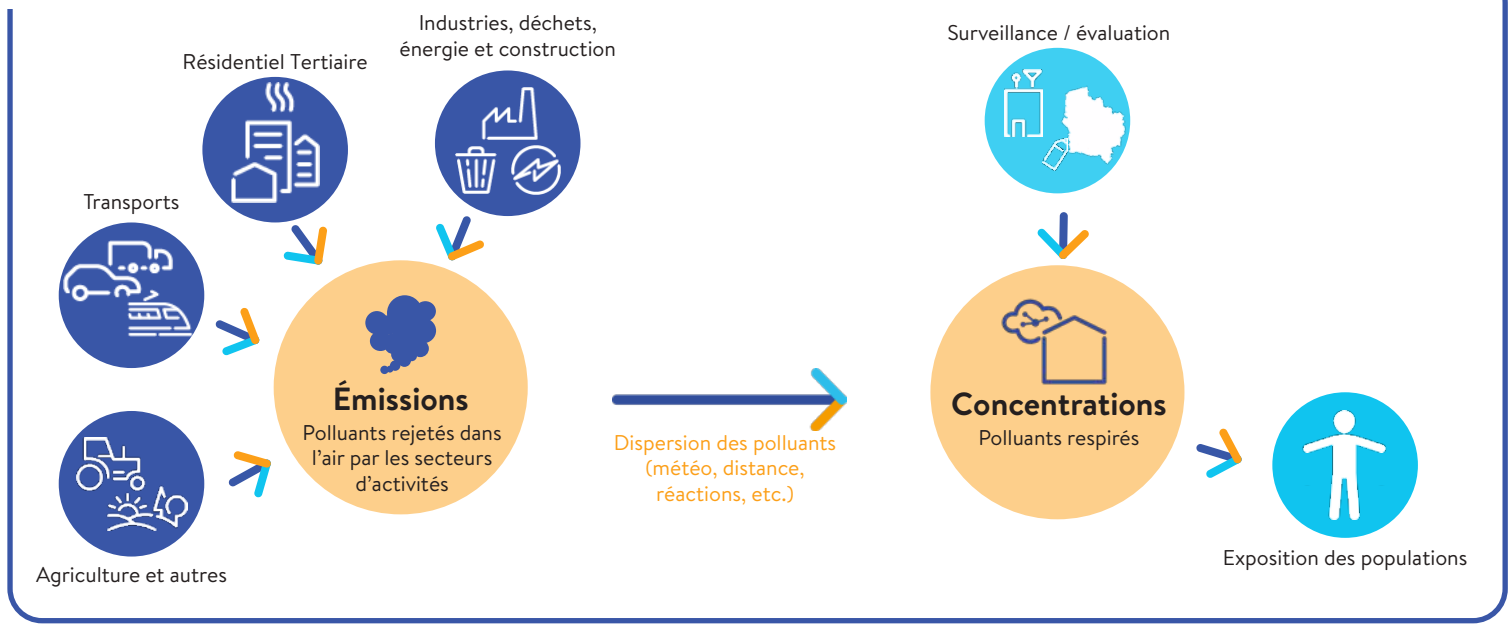 Industries, déchets,
énergie et construction
Résidentiel Tertiaire
Transports
Agriculture et autres
Émissions
Polluants rejetés dans
l’air par les secteurs
d’activités
Dispersion des polluants
(météo, distance,
réactions, etc.)
Surveillance / évaluation
Concentrations
Polluants respirés
Exposition des populations